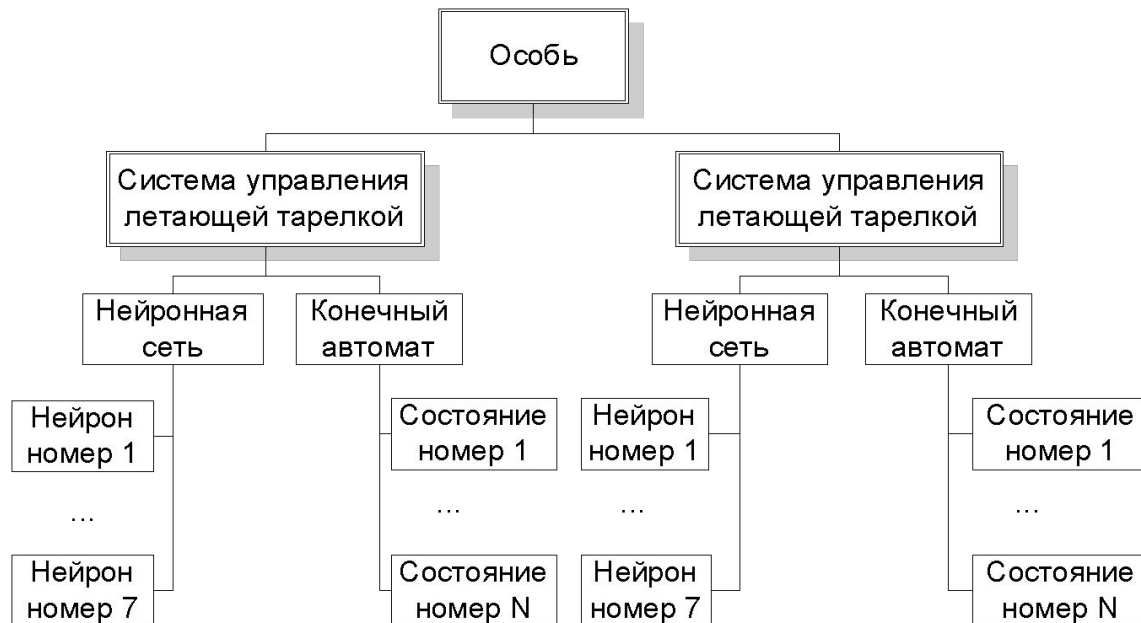 Особь
Система управления
летающей тарелкой
Система управления
летающей тарелкой
Нейронная
сеть
Конечный
автомат
Нейронная
сеть
Конечный
автомат
Нейрон
номер 1
Состояние
номер 1
Нейрон
номер 1
Состояние
номер 1
...
...
...
...
Нейрон
номер 7
Состояние
номер N
Нейрон
номер 7
Состояние
номер N